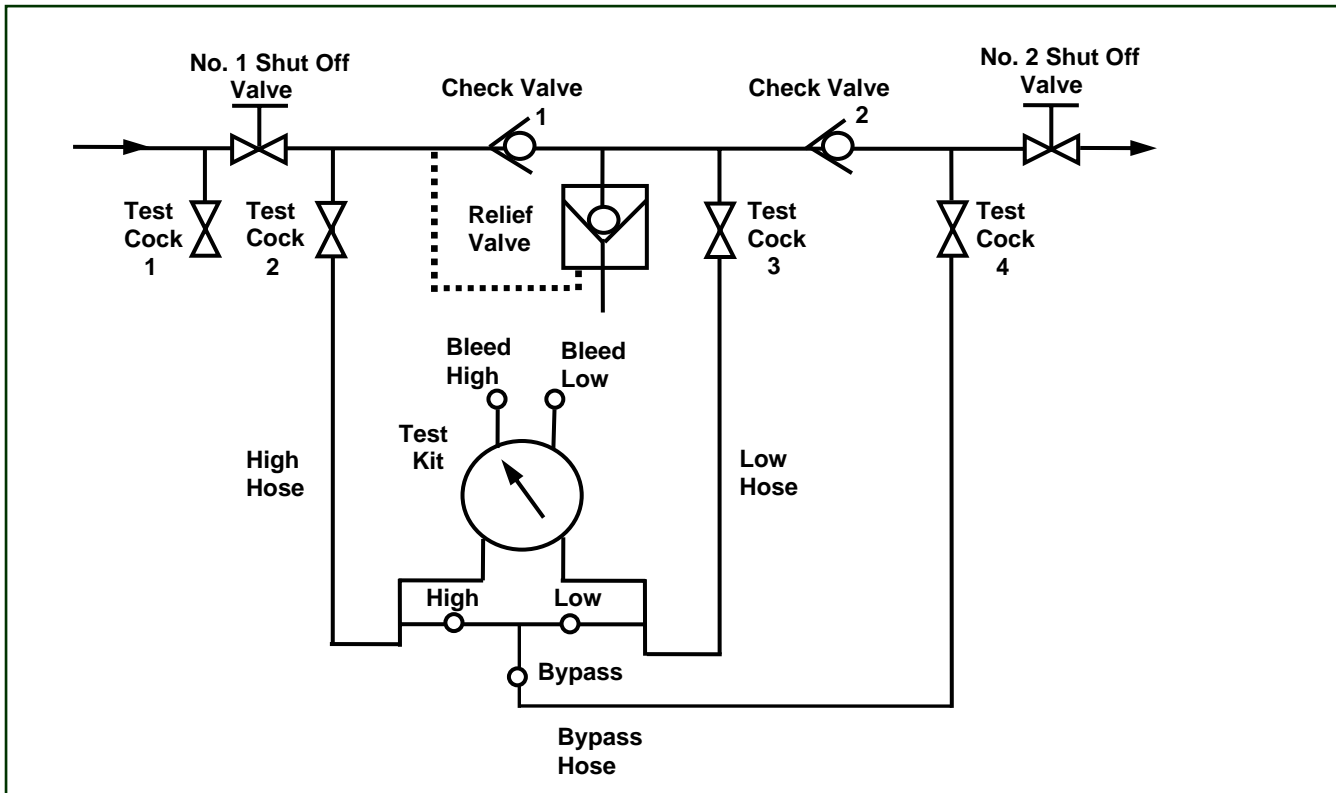 No. 1 Shut Off
Valve
Check Valve
1
Check Valve
2
No. 2 Shut Off
Valve
Test
Cock
1
Test
Cock
2
Relief
Valve
Test
Cock
3
Test
Cock
4
Bleed
High
Bleed
Low
Test
Kit
High
Hose
Low
Hose
High
Low
Bypass
Bypass
Hose